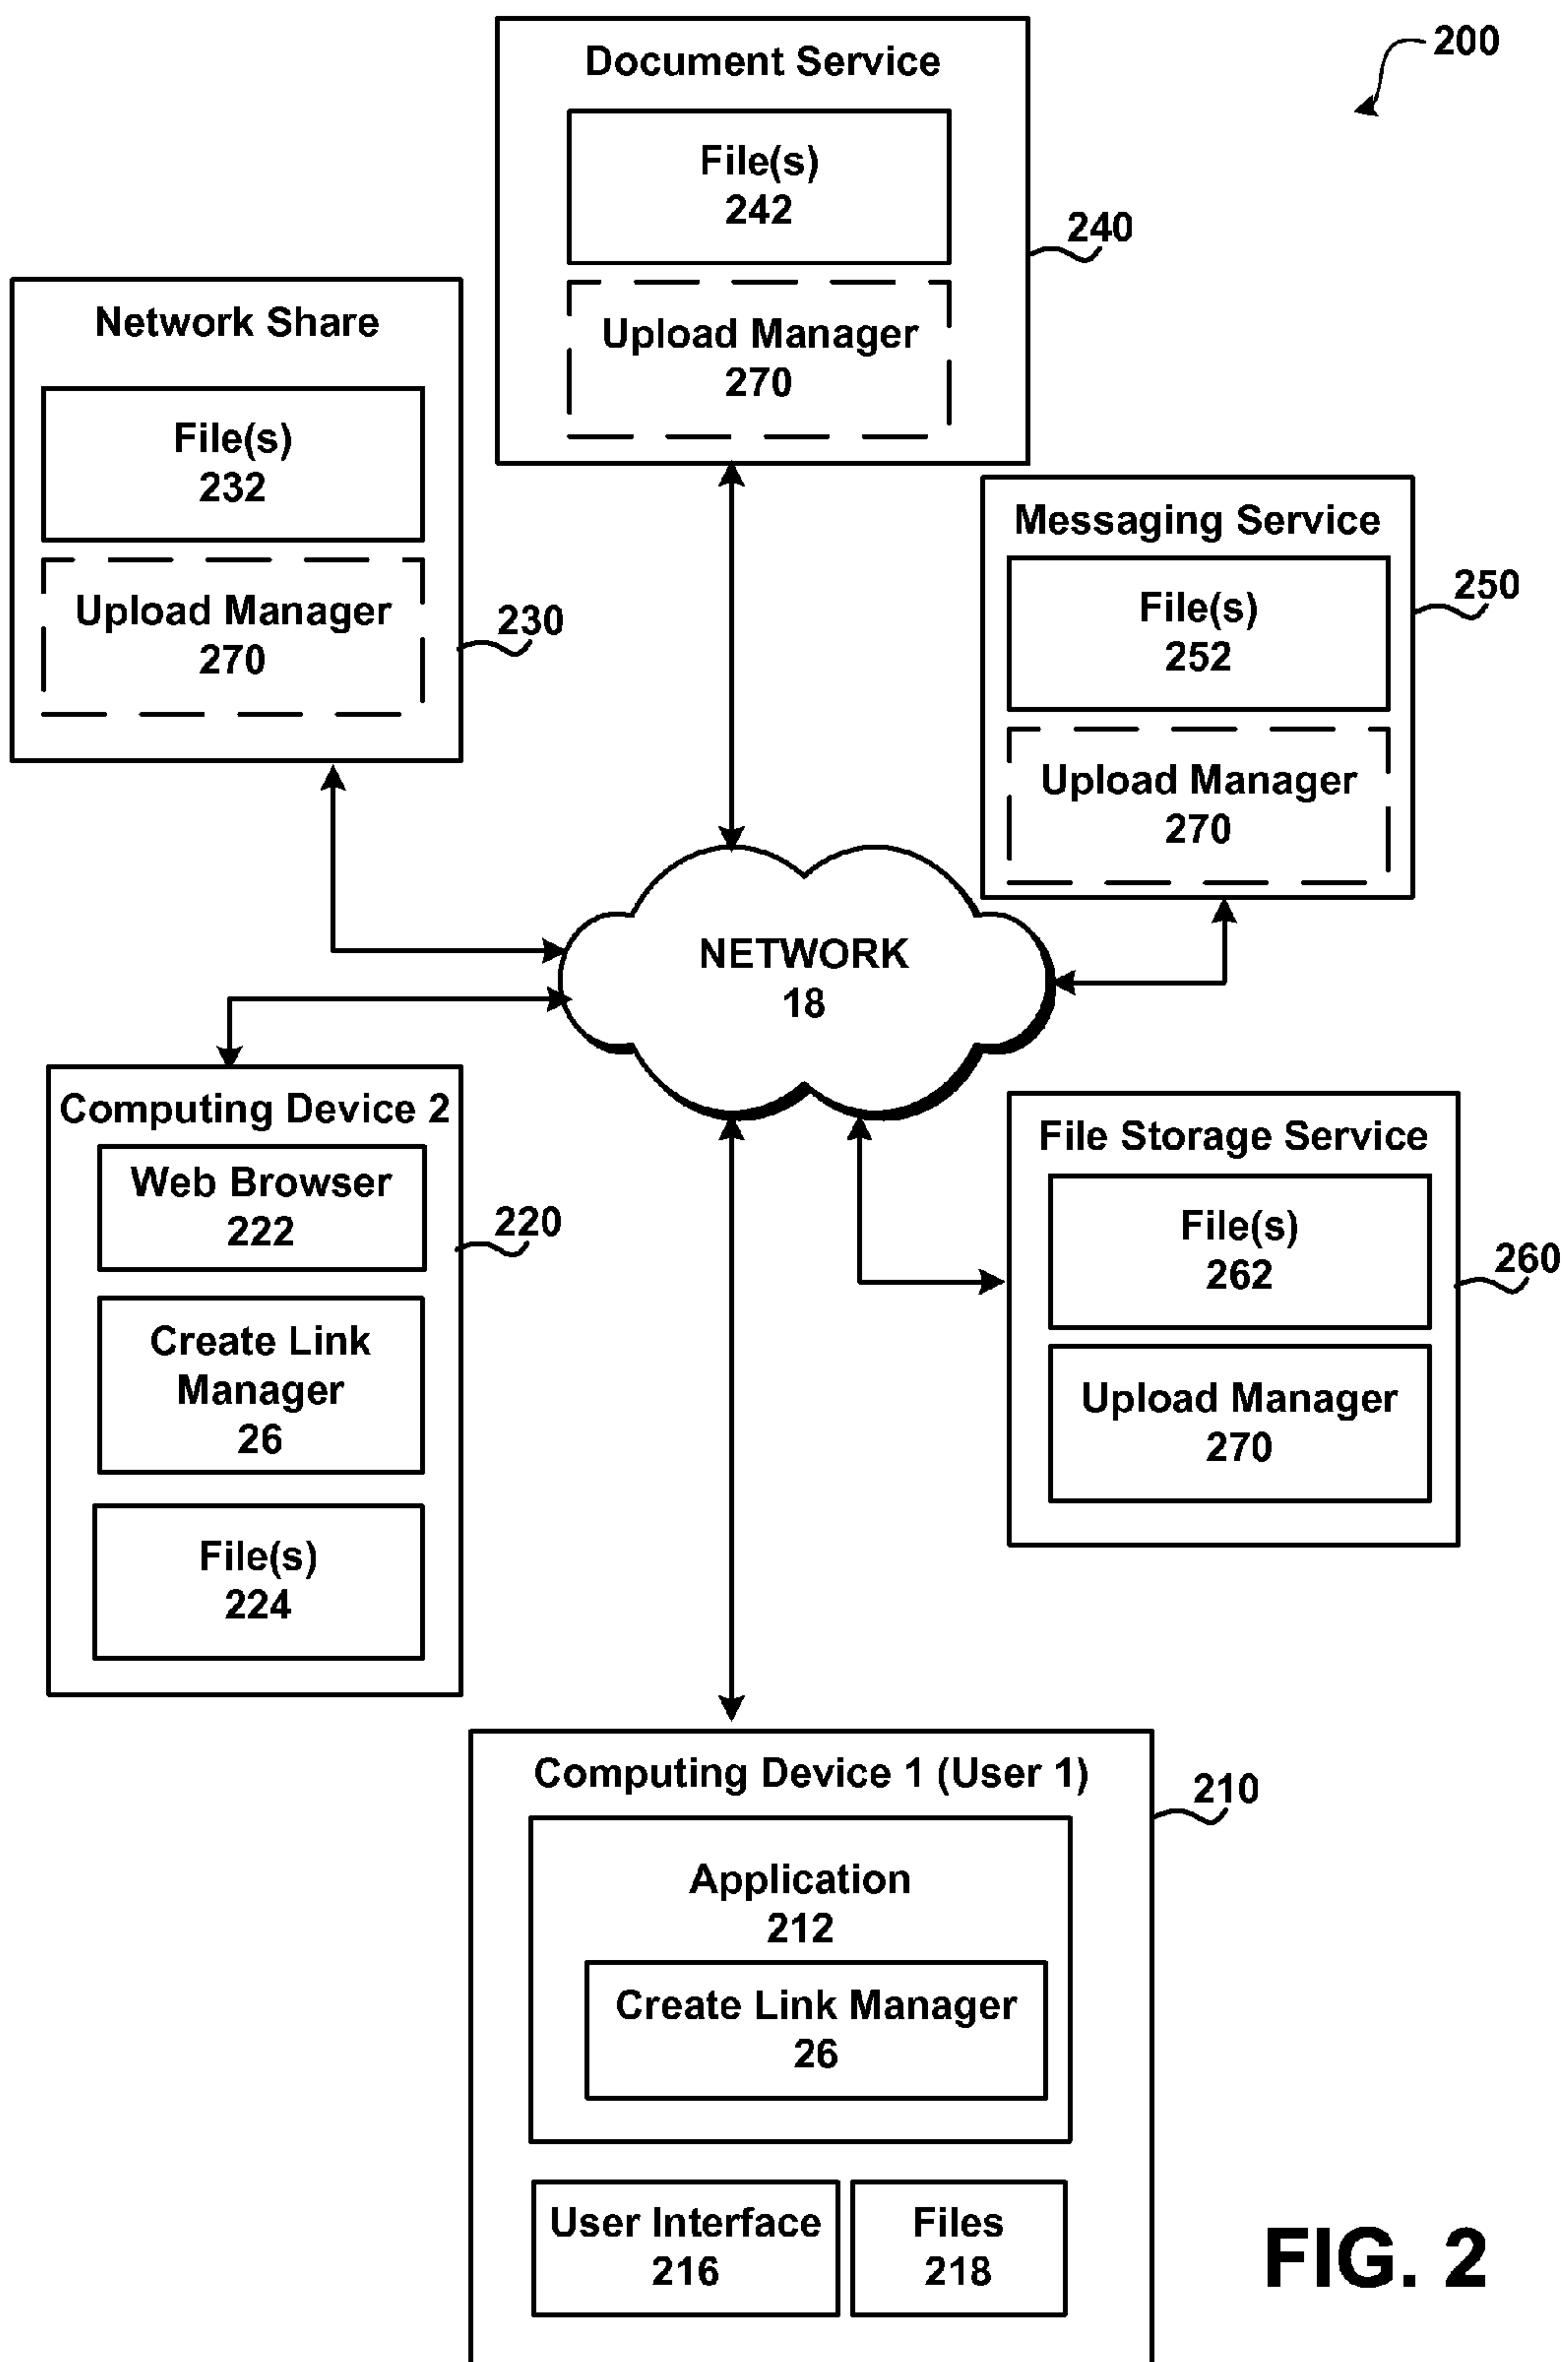 200
Document Service
File(s)
242
Upload Manager
270
240
Network Share
File(s)
232
Upload Manager
270
230
Messaging Service
File(s)
252
Upload Manager
270
250
NETWORK
18
Computing Device 2
Web Browser
222
Create Link
Manager
26
File(s)
224
220
File Storage Service
File(s)
262
Upload Manager
270
260
Computing Device 1 (User 1)
Application
212
Create Link Manager
26
User Interface
216
Files
218
210
FIG. 2